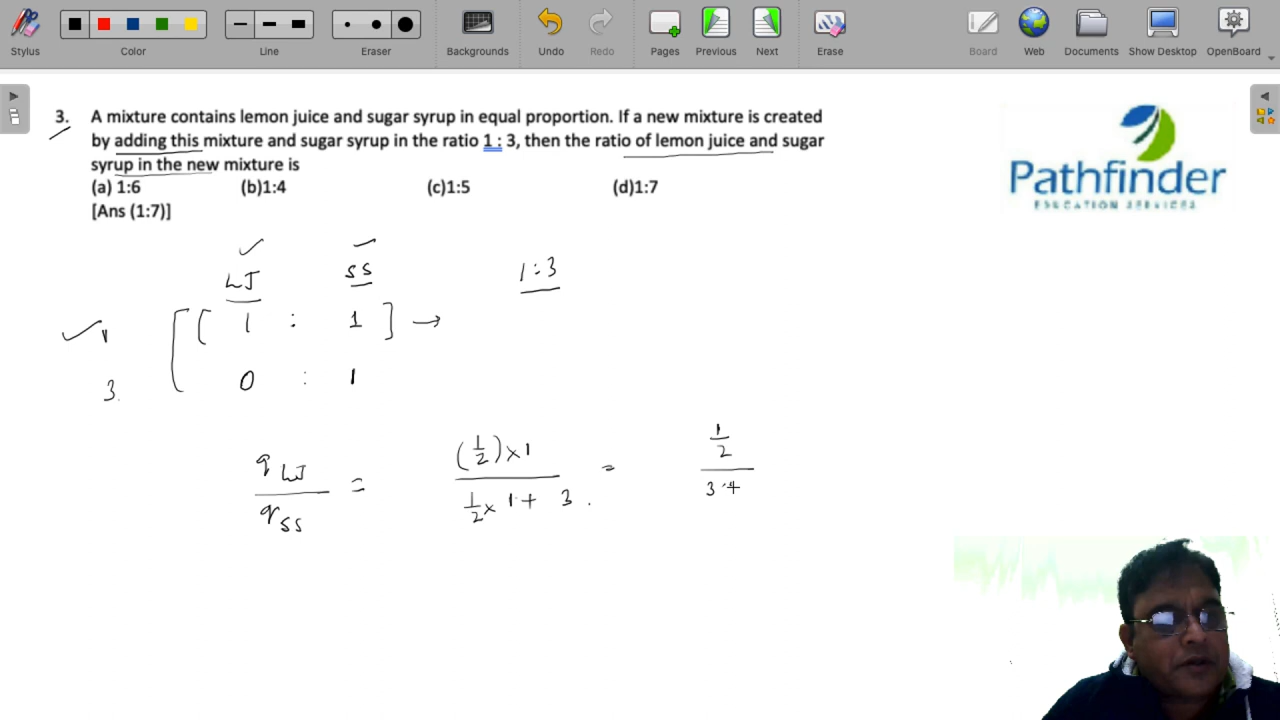 Stylus Color Line Eraser Backgrounds Undo Redo Pages Previous Next Erase Board Web Documents Show Desktop OpenBoard
3. A mixture contains lemon juice and sugar syrup in equal proportion. If a new mixture is created
by adding this mixture and sugar syrup in the ratio 1 : 3, then the ratio of lemon juice and sugar
syrup in the new mixture is
(a) 1:6 (b)1:4 (c)1:5 (d)1:7
[Ans (1:7)]
Pathfinder
EDUCATION SERVICES
LJ SS 1:3
[ [ 1 : 1 ] →
3. 0 : 1
q LJ / q SS = (1/2) × 1 / 1/2 × 1 + 3 = 1/2 / 3.4